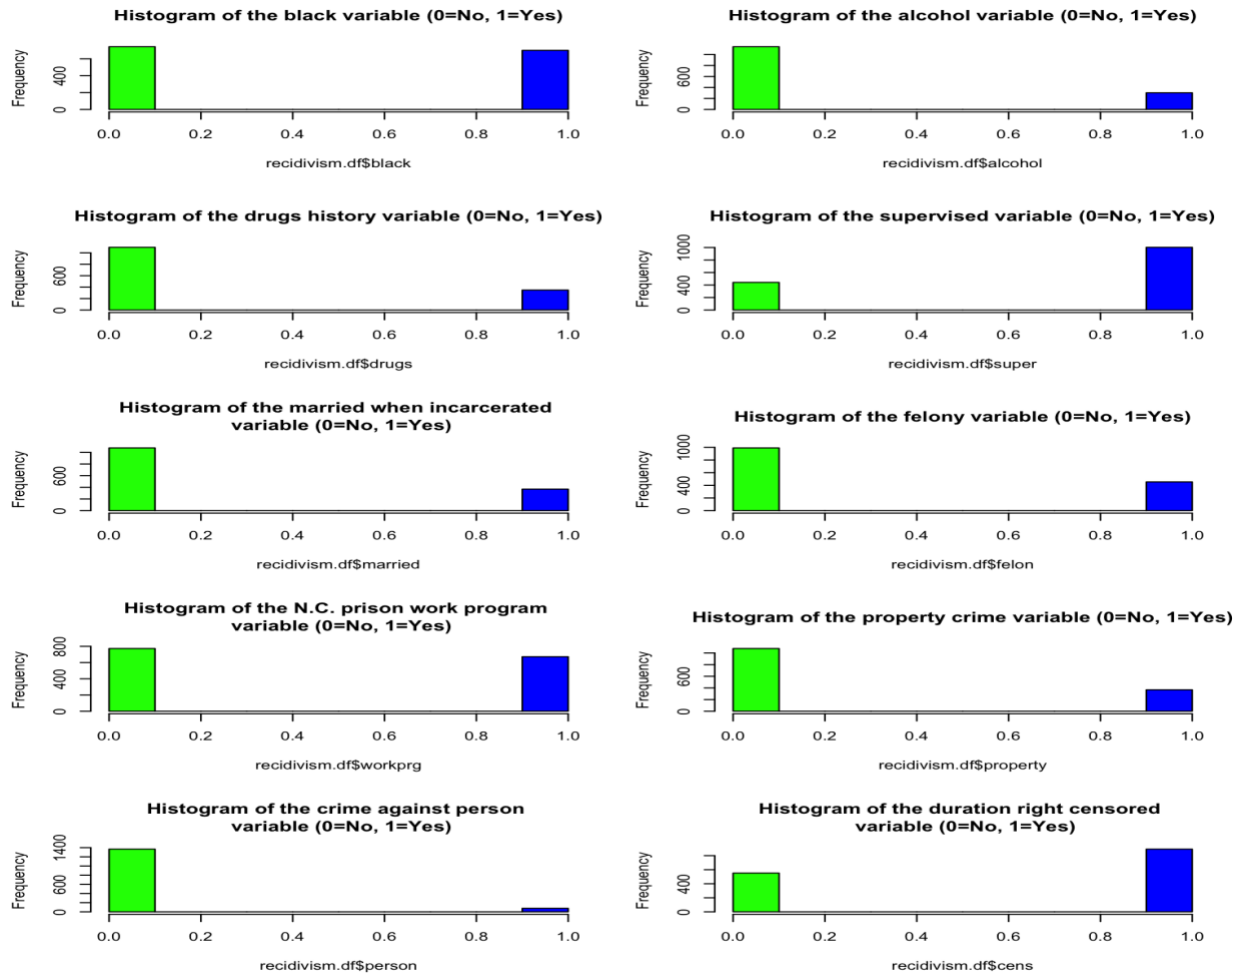 Histogram of the black variable (0=No, 1=Yes)
Frequency
0 400
0.0 0.2 0.4 0.6 0.8 1.0
recidivism.df$black
Histogram of the alcohol variable (0=No, 1=Yes)
Frequency
0 600
0.0 0.2 0.4 0.6 0.8 1.0
recidivism.df$alcohol
Histogram of the drugs history variable (0=No, 1=Yes)
Frequency
0 600
0.0 0.2 0.4 0.6 0.8 1.0
recidivism.df$drugs
Histogram of the supervised variable (0=No, 1=Yes)
Frequency
0 400 1000
0.0 0.2 0.4 0.6 0.8 1.0
recidivism.df$super
Histogram of the married when incarcerated
variable (0=No, 1=Yes)
Frequency
0 600
0.0 0.2 0.4 0.6 0.8 1.0
recidivism.df$married
Histogram of the felony variable (0=No, 1=Yes)
Frequency
0 400 1000
0.0 0.2 0.4 0.6 0.8 1.0
recidivism.df$felon
Histogram of the N.C. prison work program
variable (0=No, 1=Yes)
Frequency
0 400 800
0.0 0.2 0.4 0.6 0.8 1.0
recidivism.df$workprg
Histogram of the property crime variable (0=No, 1=Yes)
Frequency
0 600
0.0 0.2 0.4 0.6 0.8 1.0
recidivism.df$property
Histogram of the crime against person
variable (0=No, 1=Yes)
Frequency
0 600 1400
0.0 0.2 0.4 0.6 0.8 1.0
recidivism.df$person
Histogram of the duration right censored
variable (0=No, 1=Yes)
Frequency
0 400
0.0 0.2 0.4 0.6 0.8 1.0
recidivism.df$cens